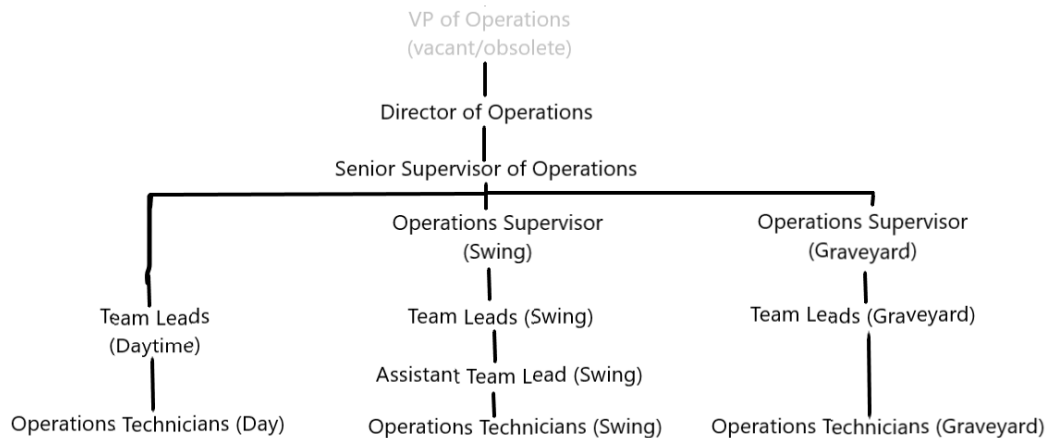 VP of Operations
(vacant/obsolete)
Director of Operations
Senior Supervisor of Operations
Operations Supervisor
(Swing)
Operations Supervisor
(Graveyard)
Team Leads
(Daytime)
Team Leads (Swing)
Team Leads (Graveyard)
Assistant Team Lead (Swing)
Operations Technicians (Day)
Operations Technicians (Swing)
Operations Technicians (Graveyard)